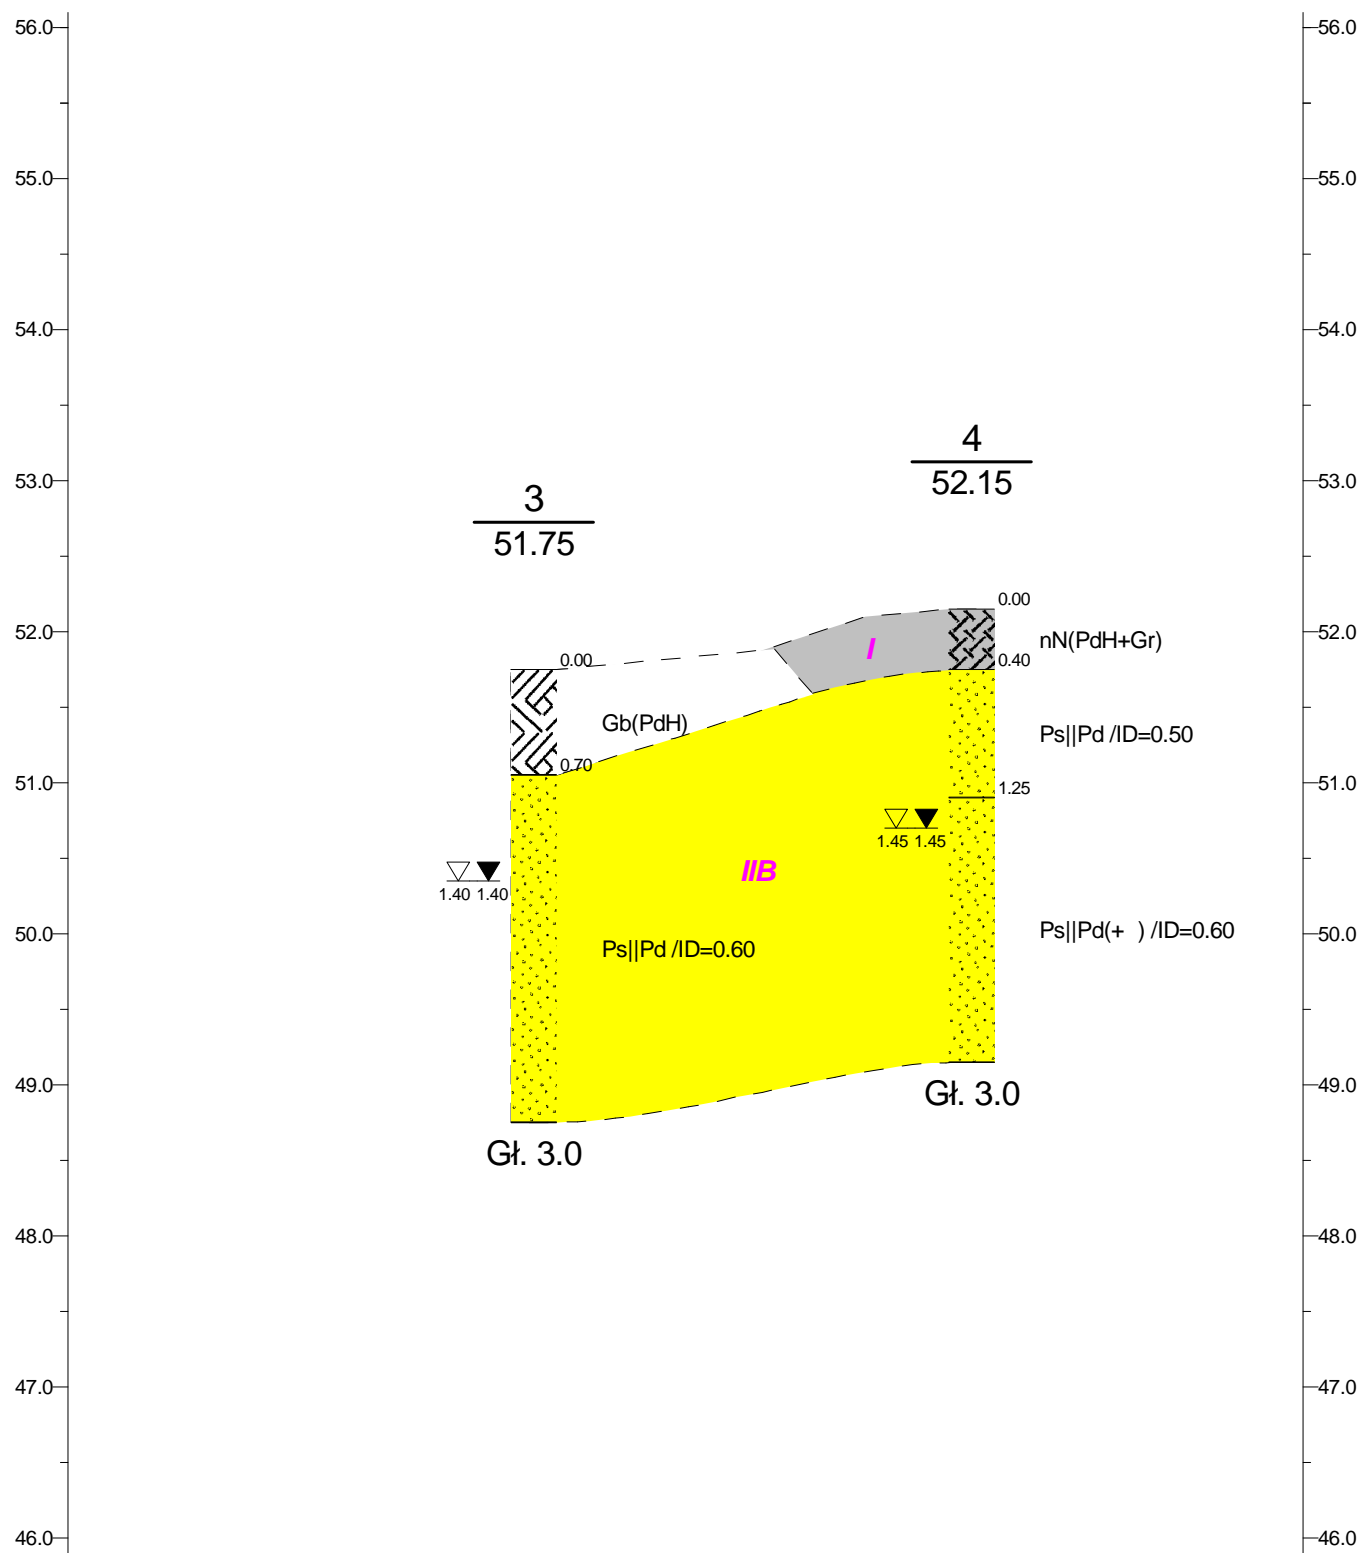 56.0 56.0
55.0 55.0
54.0 54.0
4
53.0 52.15 53.0
3
51.75
0.00
52.0 52.0
nN(PdH+Gr)
I
0.00 0.40
Gb(PdH)
Ps||Pd /ID=0.50
0.70
51.0 51.0
1.25
1.45 1.45
IIB
1.40 1.40
50.0 Ps||Pd(+ ) /ID=0.60 50.0
Ps||Pd /ID=0.60
49.0 49.0
Gł. 3.0
Gł. 3.0
48.0 48.0
47.0 47.0
46.0 46.0